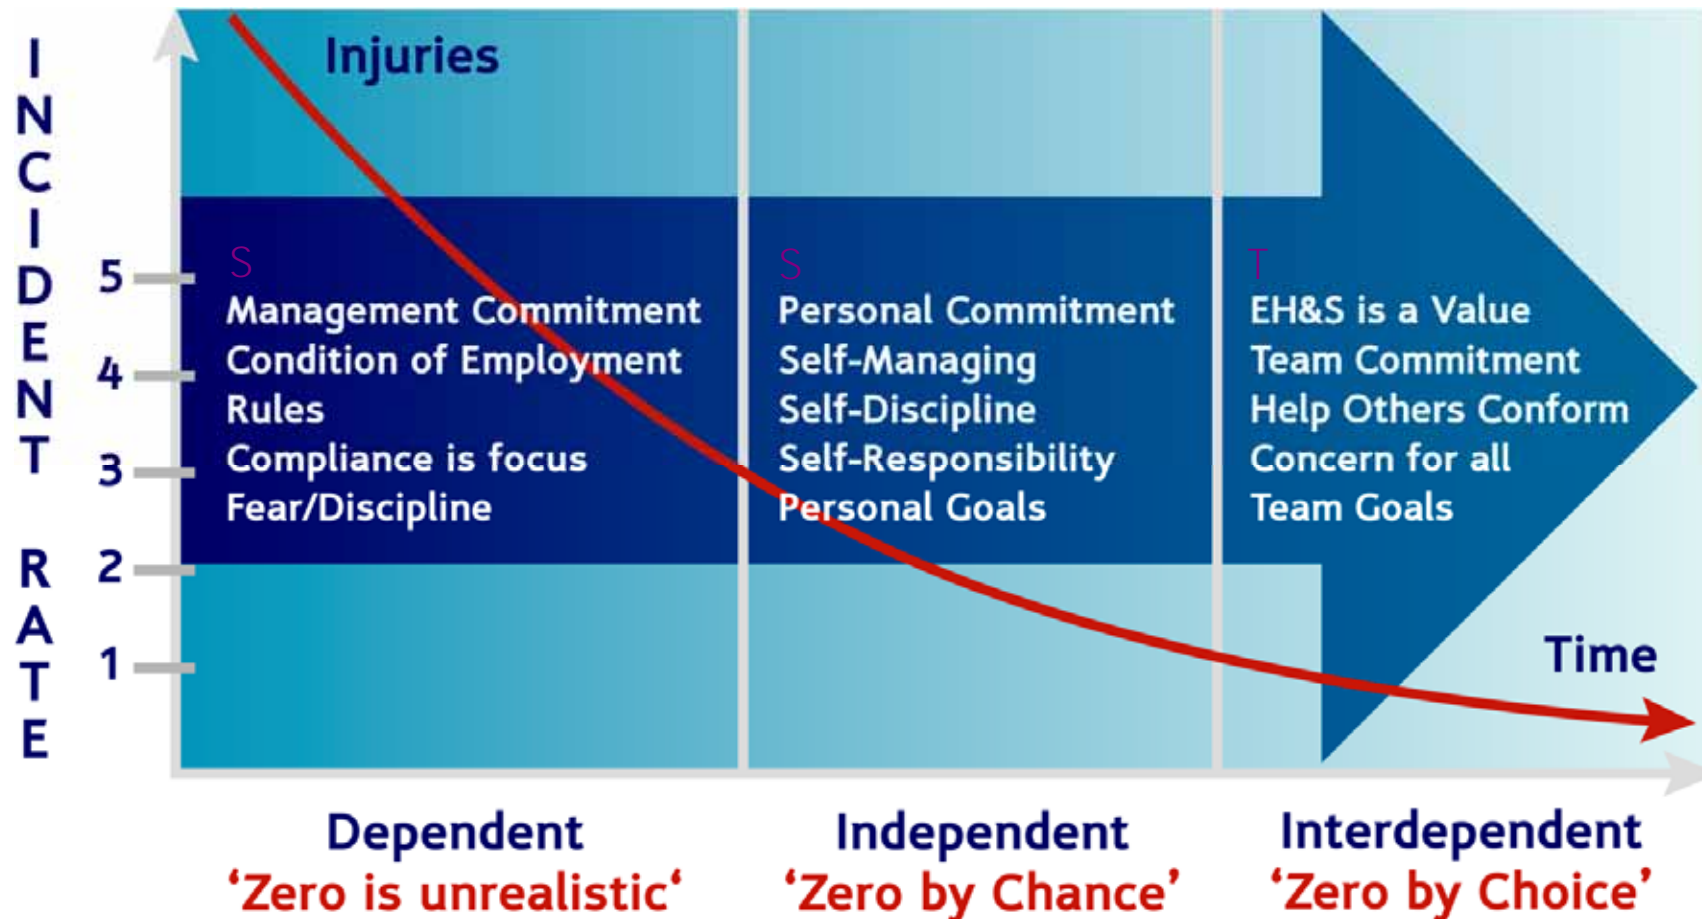 INCIDENT RATE
Injuries
5
4
3
2
1
S
Management Commitment
Condition of Employment
Rules
Compliance is focus
Fear/Discipline
S
Personal Commitment
Self-Managing
Self-Discipline
Self-Responsibility
Personal Goals
T
EH&S is a Value
Team Commitment
Help Others Conform
Concern for all
Team Goals
Time
Dependent
‘Zero is unrealistic‘
Independent
‘Zero by Chance’
Interdependent
‘Zero by Choice’